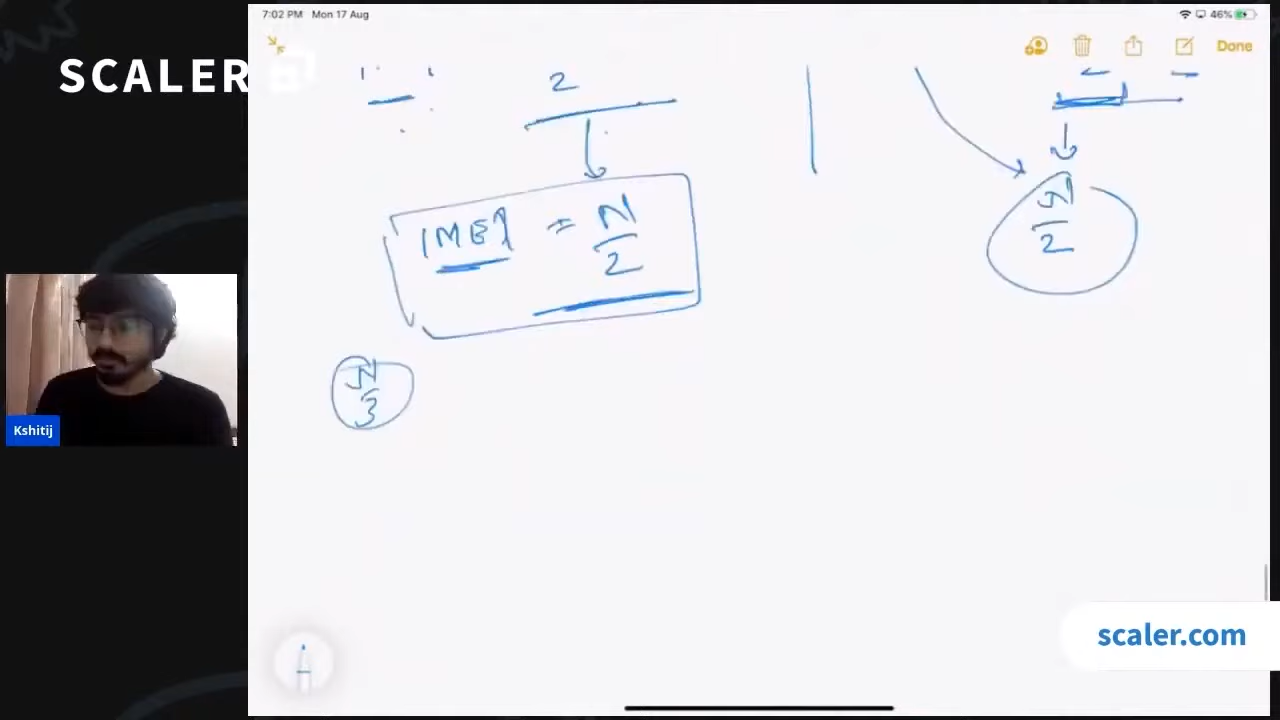 7:02 PM Mon 17 Aug
46%
Done
SCALER
2
|ME| = N/2
N/2
N/3
Kshitij
scaler.com